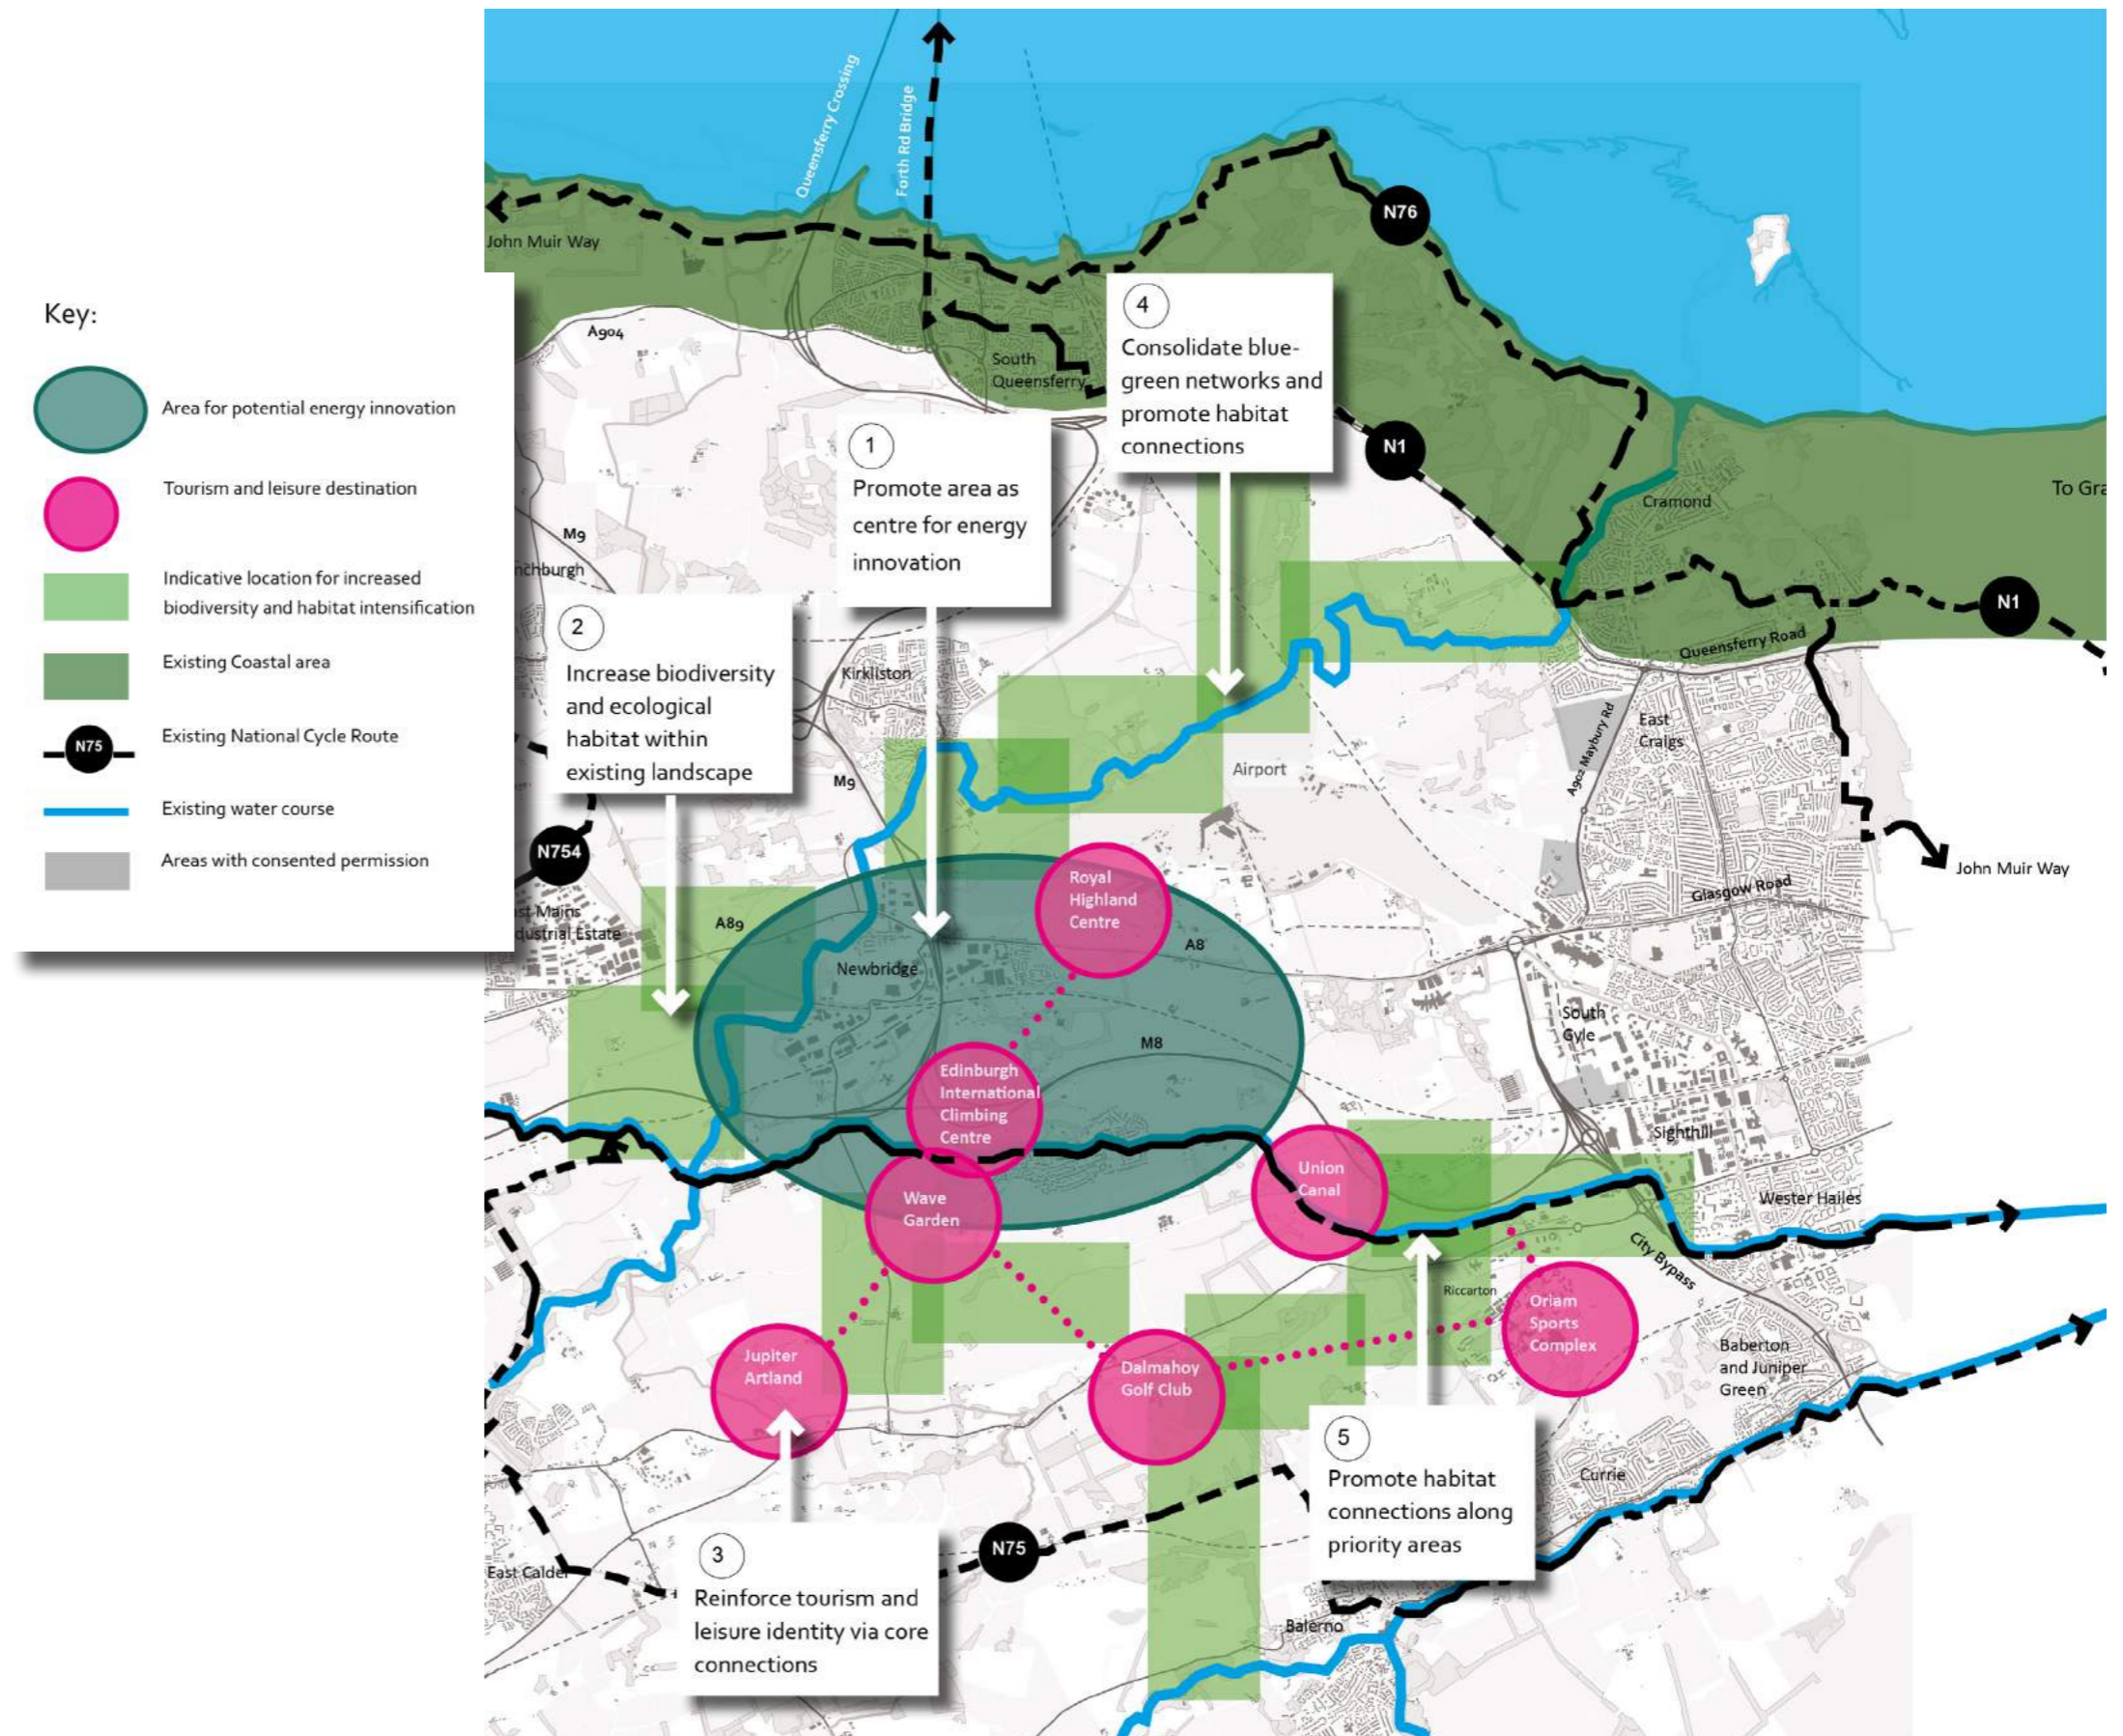 Key:
Area for potential energy innovation
Tourism and leisure destination
Indicative location for increased
biodiversity and habitat intensification
Existing Coastal area
N75
Existing National Cycle Route
Existing water course
Areas with consented permission
Queensferry Crossing
Forth Rd Bridge
John Muir Way
N76
A904
South
Queensferry
4
Consolidate blue-
green networks and
promote habitat
connections
N1
1
Promote area as
centre for energy
innovation
Cramond
To Gra
M9
nchburgh
2
Increase biodiversity
and ecological
habitat within
existing landscape
Kirkliston
N1
Queensferry Road
M9
Airport
A902 Maybury Rd
East
Craigs
N754
John Muir Way
Royal
Highland
Centre
Glasgow Road
st Mains
dustrial Estate
A89
A8
Newbridge
South
Gyle
M8
Edinburgh
International
Climbing
Centre
Sighthill
Union
Canal
Wave
Garden
Wester Hailes
City Bypass
Riccarton
Oriam
Sports
Complex
Baberton
and Juniper
Green
Jupiter
Artland
Dalmahoy
Golf Club
5
Promote habitat
connections along
priority areas
Currie
N75
3
Reinforce tourism and
leisure identity via core
connections
East Calder
Balerno